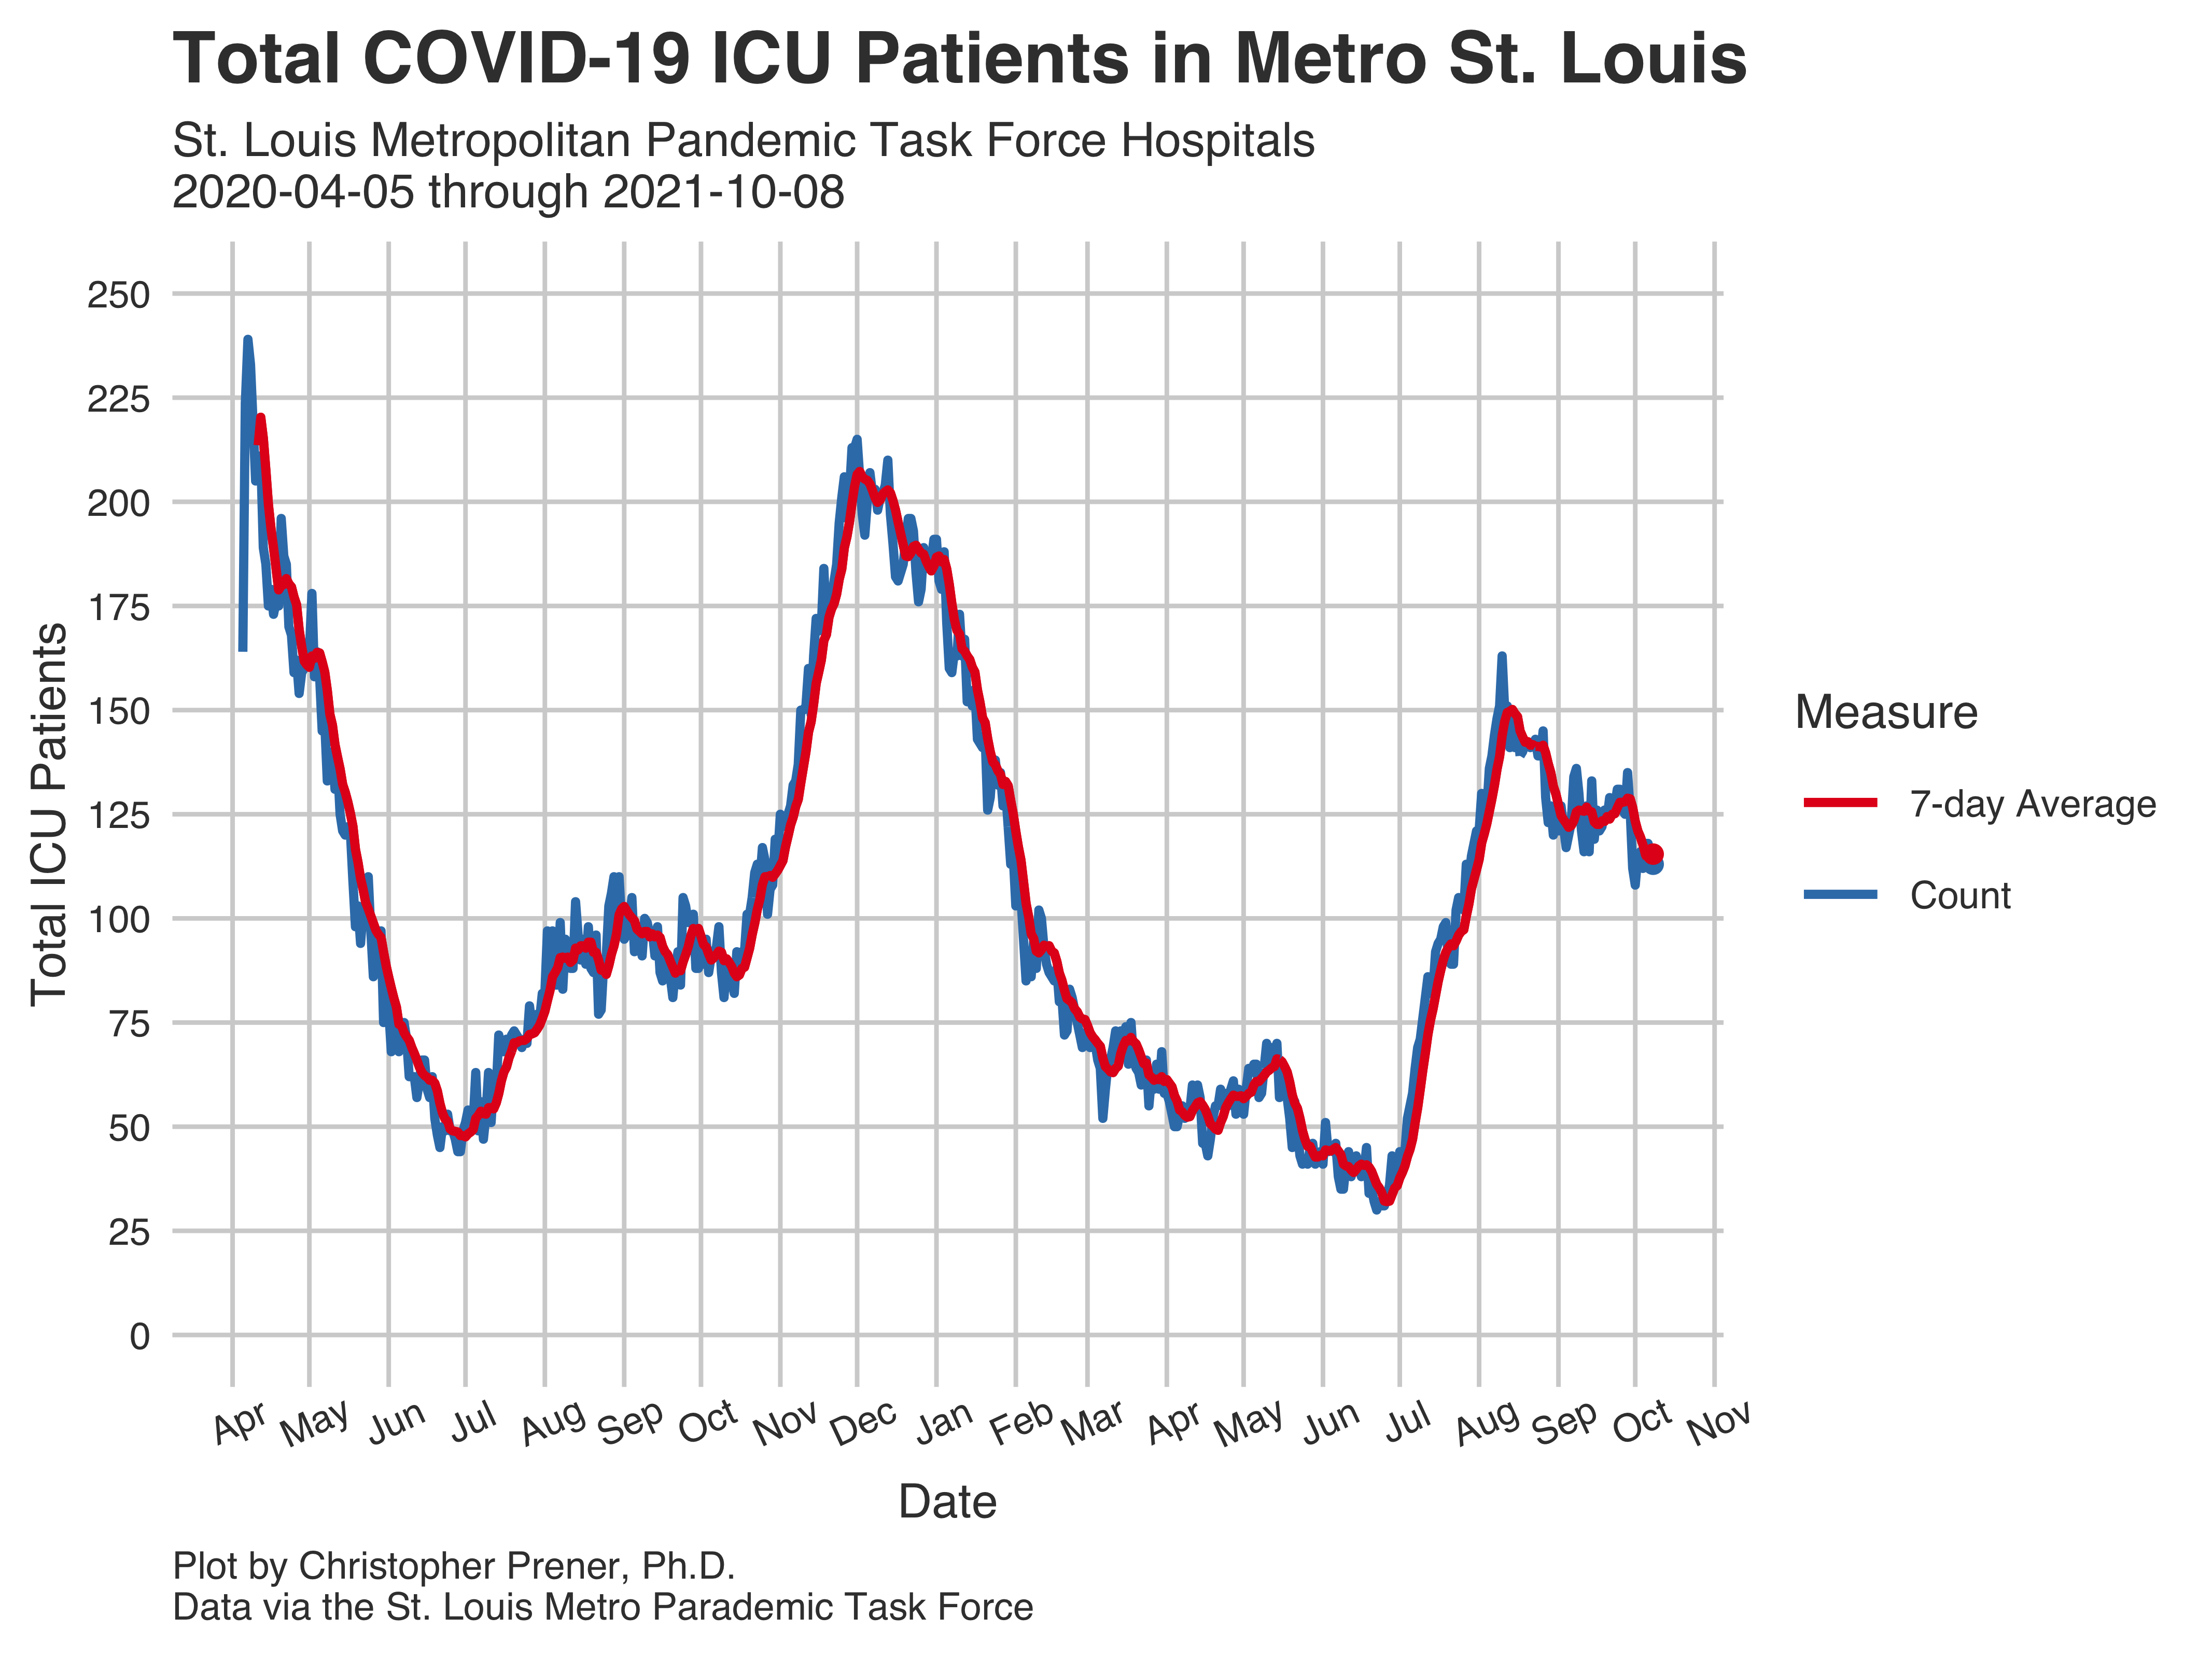 Total COVID-19 ICU Patients in Metro St. Louis
St. Louis Metropolitan Pandemic Task Force Hospitals
2020-04-05 through 2021-10-08
250
225
200
175
150
125
100
75
50
25
0
Total ICU Patients
Apr May Jun Jul Aug Sep Oct Nov Dec Jan Feb Mar Apr May Jun Jul Aug Sep Oct Nov
Date
Measure
7-day Average
Count
Plot by Christopher Prener, Ph.D.
Data via the St. Louis Metro Parademic Task Force